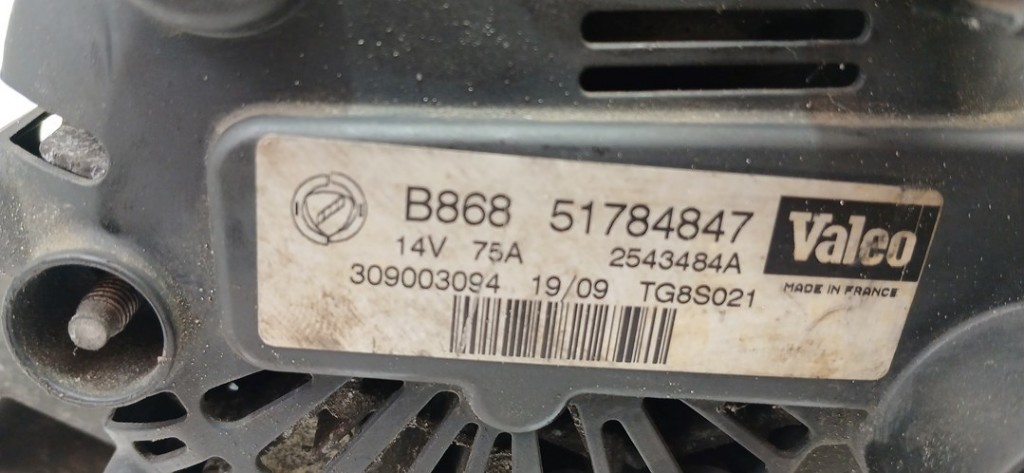 B868 51784847
14V 75A 2543484A
309003094 19/09 TG8S021
Valeo
MADE IN FRANCE